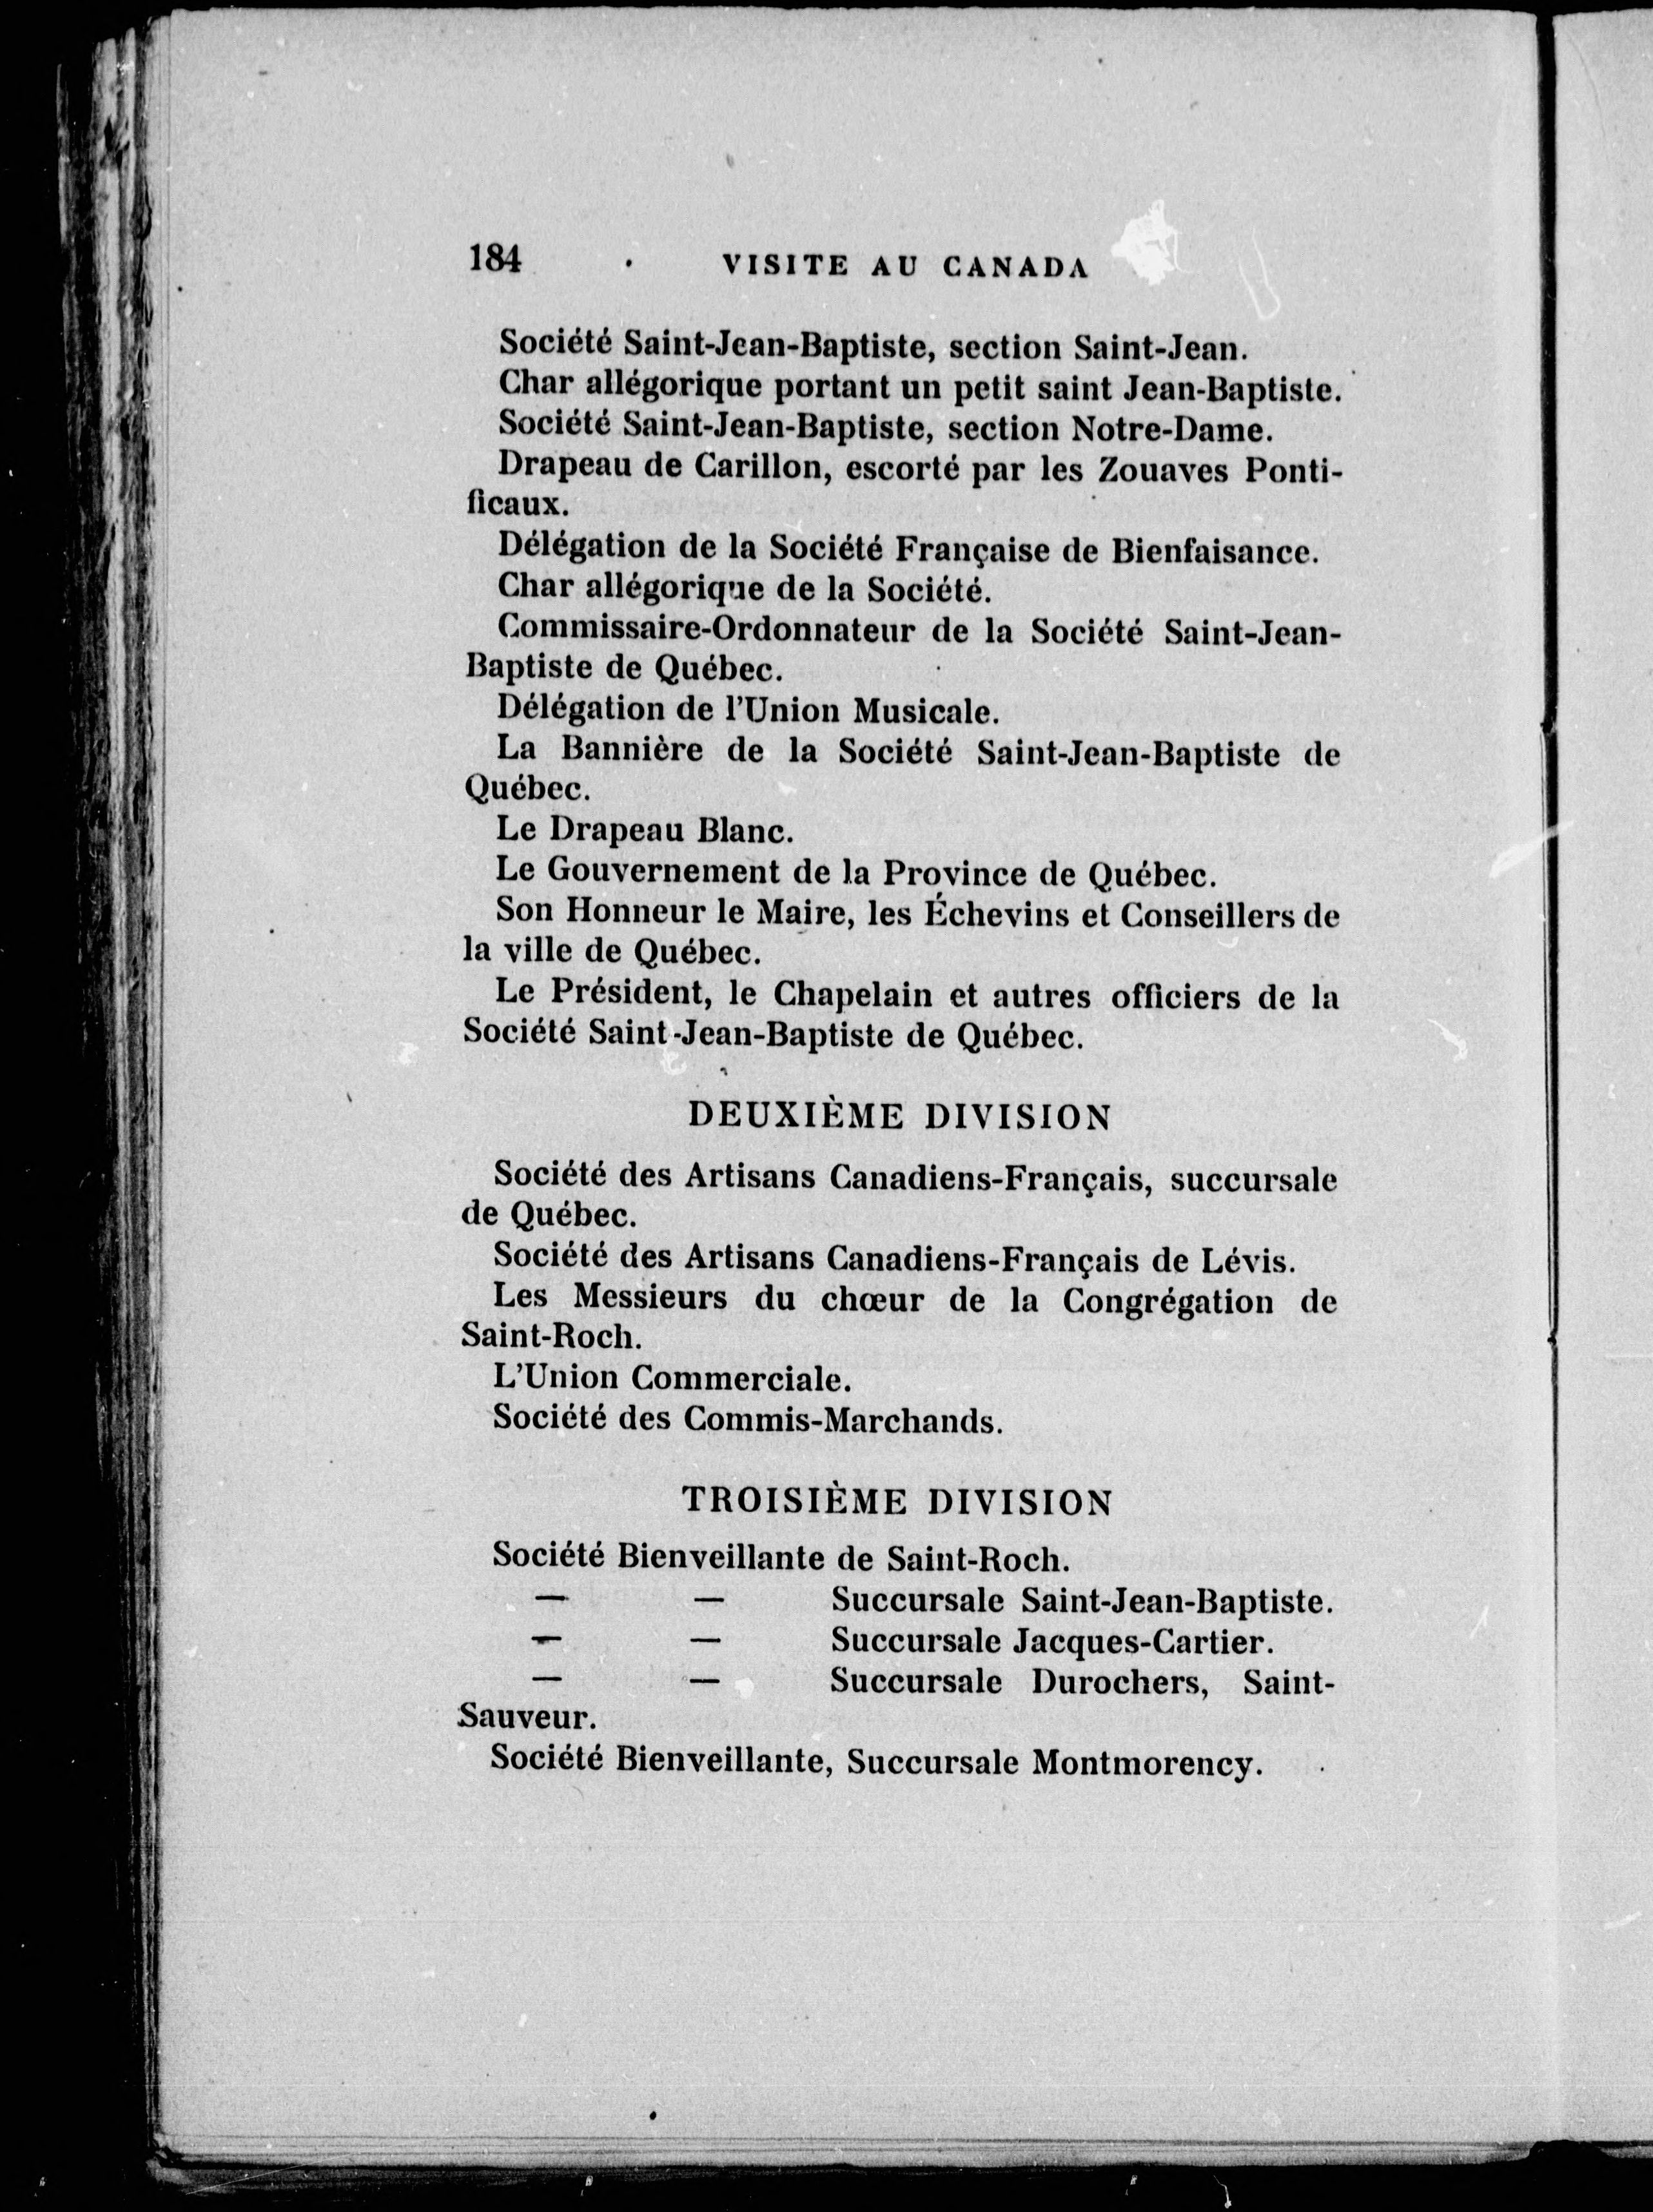 184 VISITE AU CANADA
Société Saint-Jean-Baptiste, section Saint-Jean.
Char allégorique portant un petit saint Jean-Baptiste.
Société Saint-Jean-Baptiste, section Notre-Dame.
Drapeau de Carillon, escorté par les Zouaves Ponti-
ficaux.
Délégation de la Société Française de Bienfaisance.
Char allégorique de la Société.
Commissaire-Ordonnateur de la Société Saint-Jean-
Baptiste de Québec.
Délégation de l'Union Musicale.
La Bannière de la Société Saint-Jean-Baptiste de
Québec.
Le Drapeau Blanc.
Le Gouvernement de la Province de Québec.
Son Honneur le Maire, les Échevins et Conseillers de
la ville de Québec.
Le Président, le Chapelain et autres officiers de la
Société Saint-Jean-Baptiste de Québec.
DEUXIÈME DIVISION
Société des Artisans Canadiens-Français, succursale
de Québec.
Société des Artisans Canadiens-Français de Lévis.
Les Messieurs du chœur de la Congrégation de
Saint-Roch.
L'Union Commerciale.
Société des Commis-Marchands.
TROISIÈME DIVISION
Société Bienveillante de Saint-Roch.
— — Succursale Saint-Jean-Baptiste.
— — Succursale Jacques-Cartier.
— — Succursale Durochers, Saint-
Sauveur.
Société Bienveillante, Succursale Montmorency.